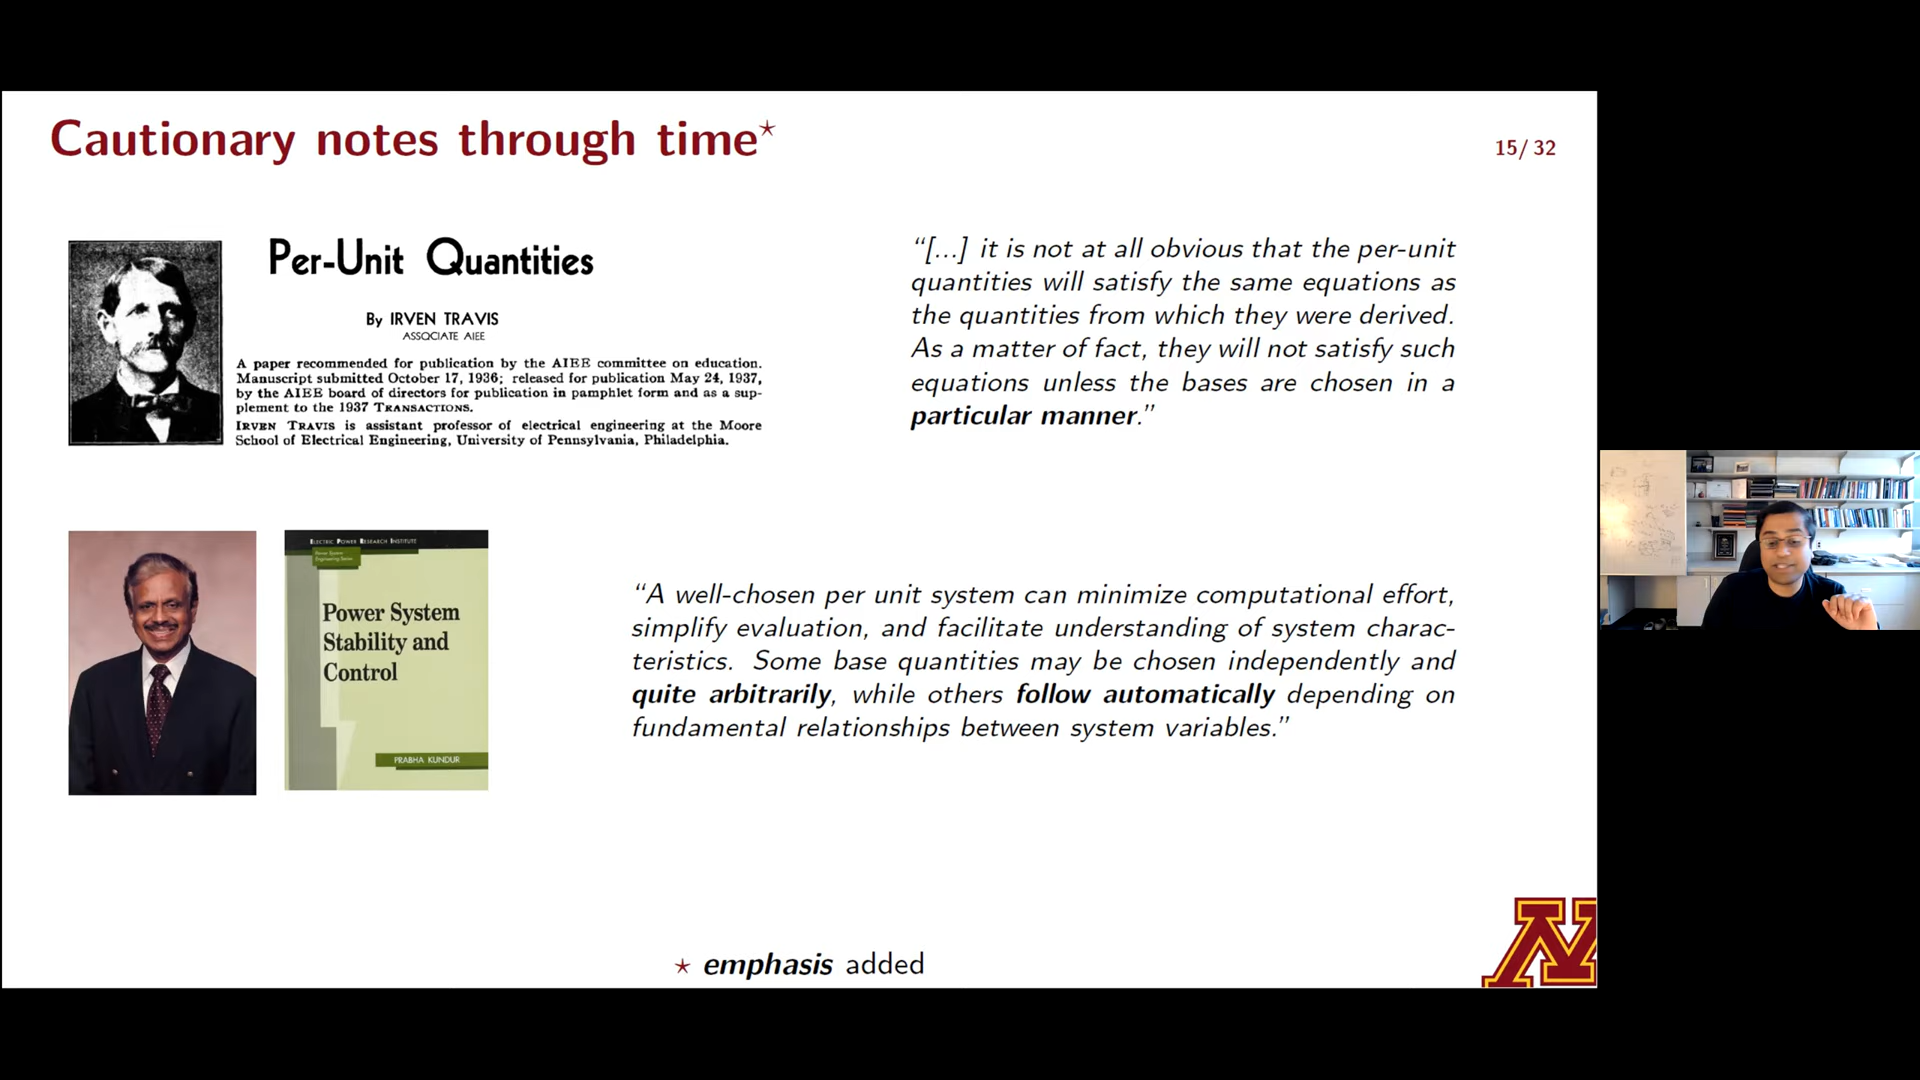 Cautionary notes through time*
15/ 32
Per-Unit Quantities
By IRVEN TRAVIS
ASSOCIATE AIEE
A paper recommended for publication by the AIEE committee on education.
Manuscript submitted October 17, 1936; released for publication May 24, 1937,
by the AIEE board of directors for publication in pamphlet form and as a sup-
plement to the 1937 TRANSACTIONS.
IRVEN TRAVIS is assistant professor of electrical engineering at the Moore
School of Electrical Engineering, University of Pennsylvania, Philadelphia.
“[...] it is not at all obvious that the per-unit
quantities will satisfy the same equations as
the quantities from which they were derived.
As a matter of fact, they will not satisfy such
equations unless the bases are chosen in a
particular manner.”
ELECTRIC POWER RESEARCH INSTITUTE
Power System
Engineering Series
Power System
Stability and
Control
PRABHA KUNDUR
“A well-chosen per unit system can minimize computational effort,
simplify evaluation, and facilitate understanding of system charac-
teristics. Some base quantities may be chosen independently and
quite arbitrarily, while others follow automatically depending on
fundamental relationships between system variables.”
* emphasis added